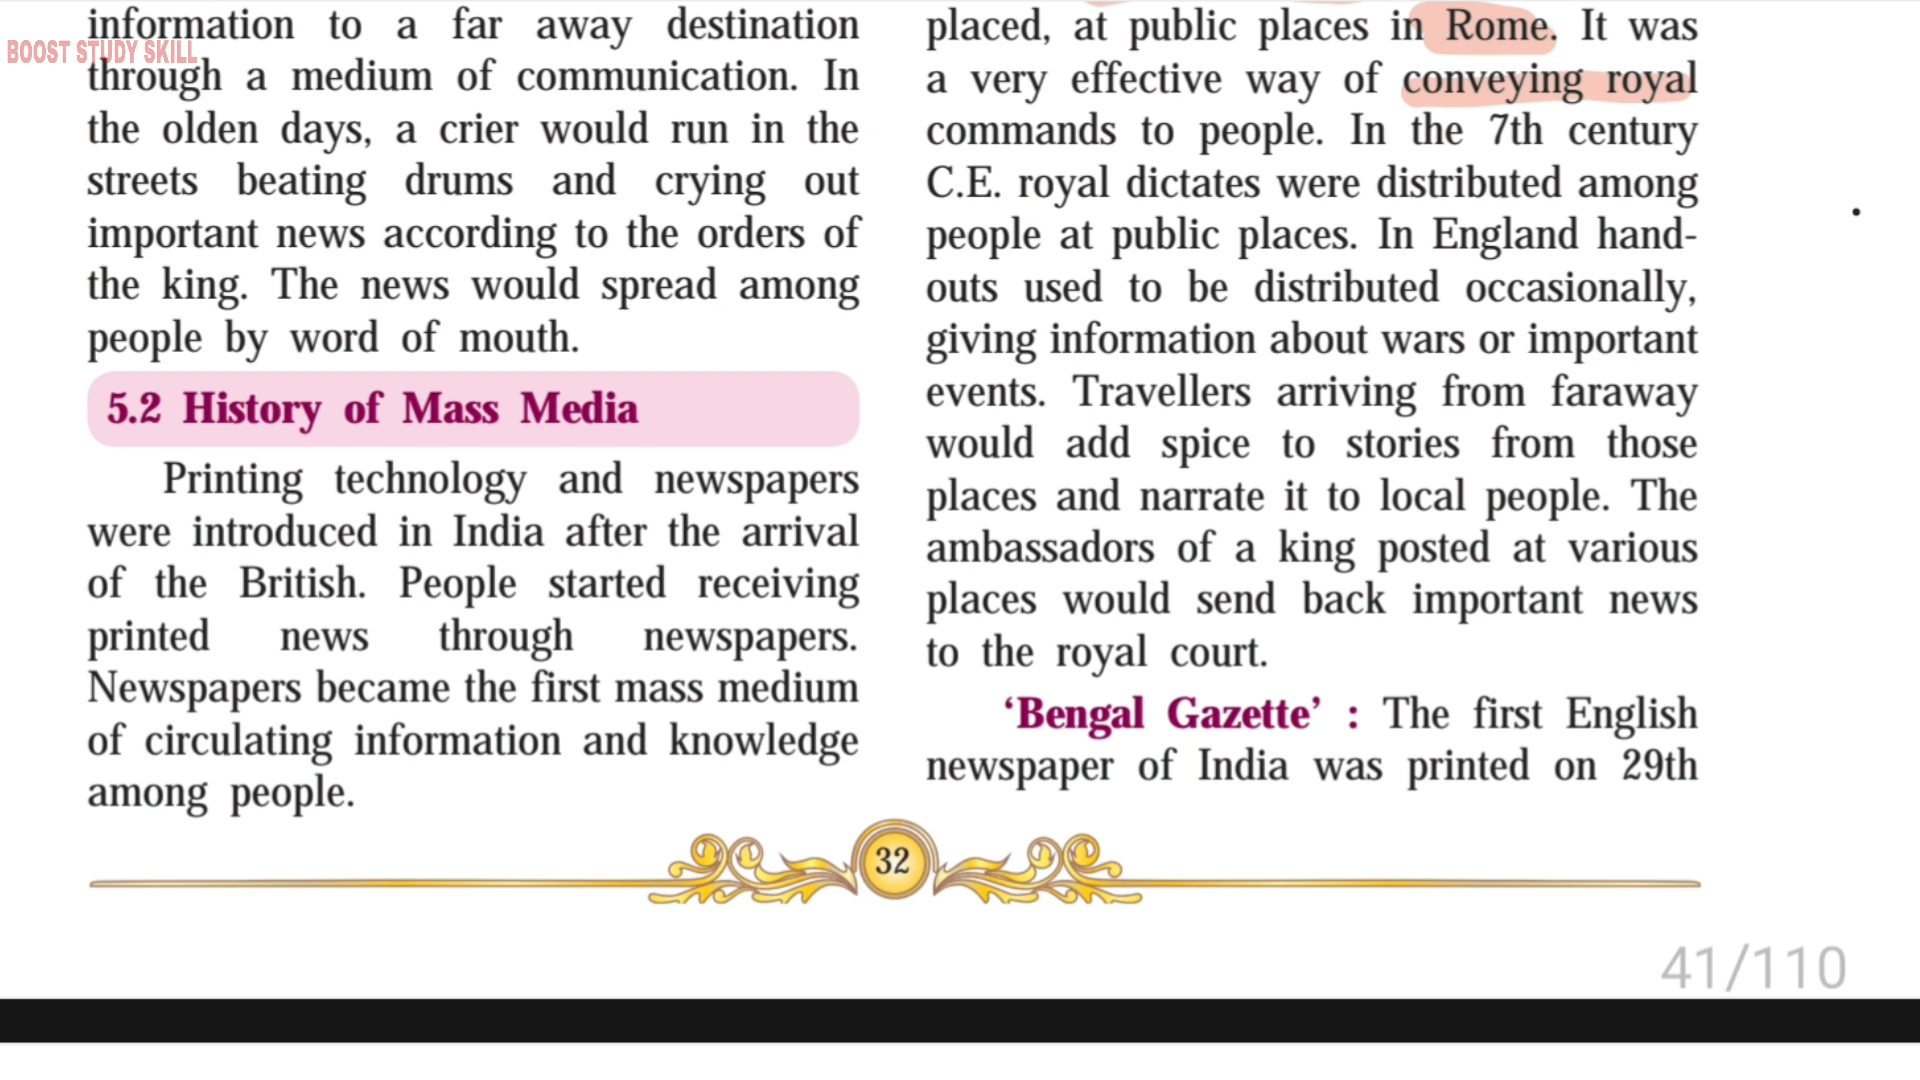 BOOST STUDY SKILL
information to a far away destination
through a medium of communication. In
the olden days, a crier would run in the
streets beating drums and crying out
important news according to the orders of
the king. The news would spread among
people by word of mouth.
5.2 History of Mass Media
Printing technology and newspapers
were introduced in India after the arrival
of the British. People started receiving
printed news through newspapers.
Newspapers became the first mass medium
of circulating information and knowledge
among people.
placed, at public places in Rome. It was
a very effective way of conveying royal
commands to people. In the 7th century
C.E. royal dictates were distributed among
people at public places. In England hand-
outs used to be distributed occasionally,
giving information about wars or important
events. Travellers arriving from faraway
would add spice to stories from those
places and narrate it to local people. The
ambassadors of a king posted at various
places would send back important news
to the royal court.
‘Bengal Gazette’ : The first English
newspaper of India was printed on 29th
32
41/110